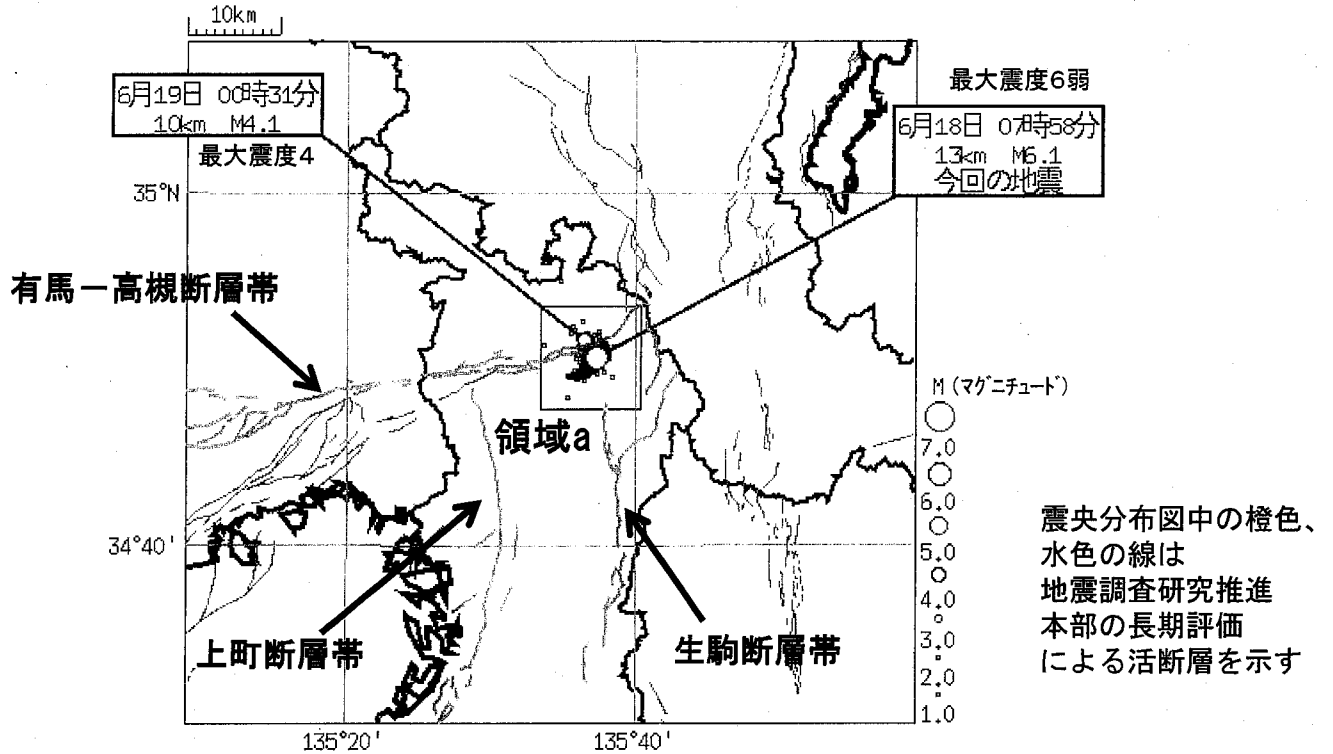 10km
6月19日 00時31分
10km M4.1
最大震度4
最大震度6弱
6月18日 07時58分
13km M6.1
今回の地震
35°N
有馬－高槻断層帯
領域a
M (マグニチュード)
7.0
6.0
5.0
4.0
3.0
2.0
1.0
34°40'
上町断層帯
生駒断層帯
135°20'
135°40'
震央分布図中の橙色、
水色の線は
地震調査研究推進
本部の長期評価
による活断層を示す